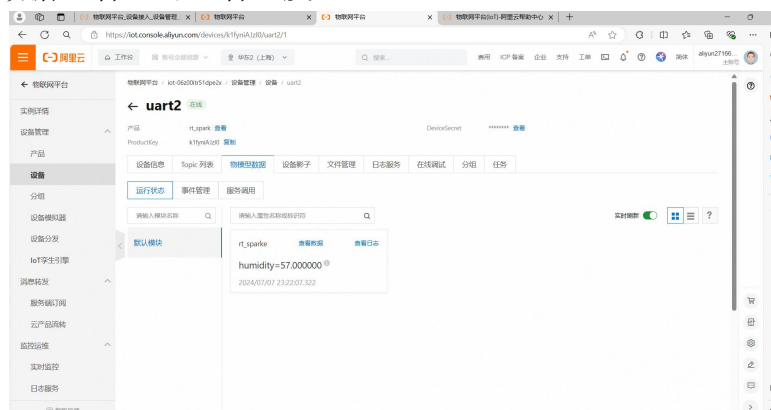 物联网平台_设备接入_设备管理_
物联网平台
物联网平台
物联网平台(IoT)-阿里云帮助中心
https://iot.console.aliyun.com/devices/k1fyniAJzI0/uart2/1
阿里云
工作台
账号全部资源
华东2（上海）
搜索...
费用 ICP 备案 企业 支持 工单
简体
aliyun27166...
主账号
物联网平台
物联网平台 / iot-06z00itr51dpe2x / 设备管理 / 设备 / uart2
uart2 在线
实例详情
产品 rt_spark 查看 DeviceSecret ******** 查看
ProductKey k1fyniAJzI0 复制
设备管理
产品
设备
分组
设备模拟器
设备分发
IoT孪生引擎
消息转发
服务端订阅
云产品流转
监控运维
实时监控
日志服务
设备信息 Topic 列表 物模型数据 设备影子 文件管理 日志服务 在线调试 分组 任务
运行状态 事件管理 服务调用
请输入模块名称 请输入属性名称或标识符 实时刷新
默认模块
rt_sparke 查看数据 查看日志
humidity=57.000000
2024/07/07 23:22:07.322